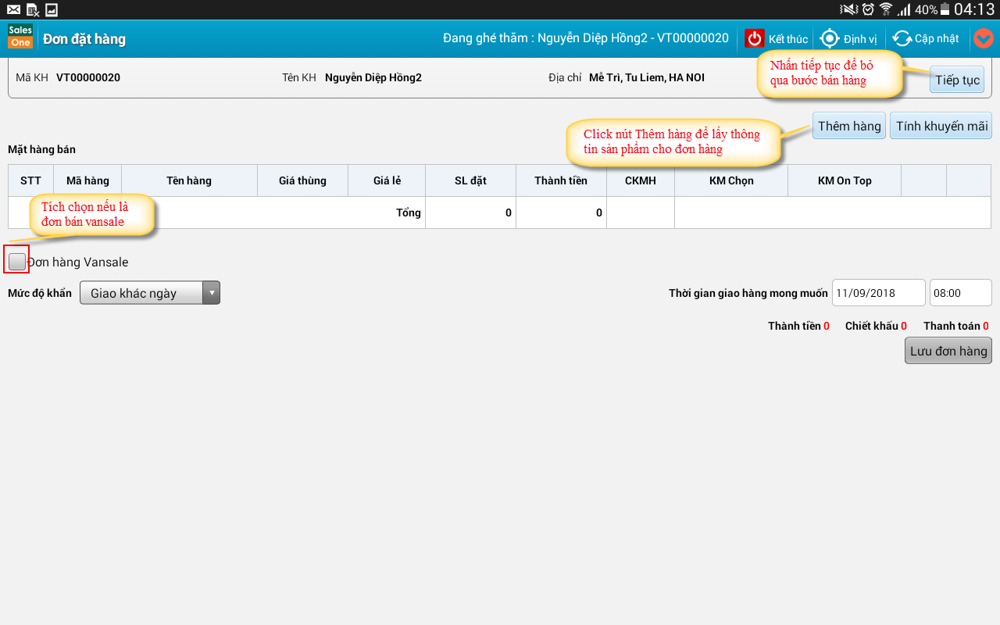 40% 04:13
Sales One
Đơn đặt hàng
Đang ghé thăm : Nguyễn Diệp Hồng2 - VT00000020
Kết thúc
Định vị
Cập nhật
Mã KH VT00000020
Tên KH Nguyễn Diệp Hồng2
Địa chỉ Mễ Trì, Tu Liem, HA NOI
Nhấn tiếp tục để bỏ
qua bước bán hàng
Tiếp tục
Click nút Thêm hàng để lấy thông
tin sản phẩm cho đơn hàng
Thêm hàng
Tính khuyến mãi
Mặt hàng bán
STT Mã hàng Tên hàng Giá thùng Giá lẻ SL đặt Thành tiền CKMH KM Chọn KM On Top
Tổng 0 0
Tích chọn nếu là
đơn bán vansale
Đơn hàng Vansale
Mức độ khẩn Giao khác ngày
Thời gian giao hàng mong muốn 11/09/2018 08:00
Thành tiền 0 Chiết khấu 0 Thanh toán 0
Lưu đơn hàng